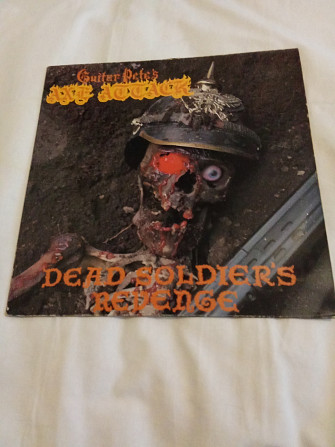 Guitar Pete's
AXE ATTACK
DEAD SOLDIER'S
REVENGE